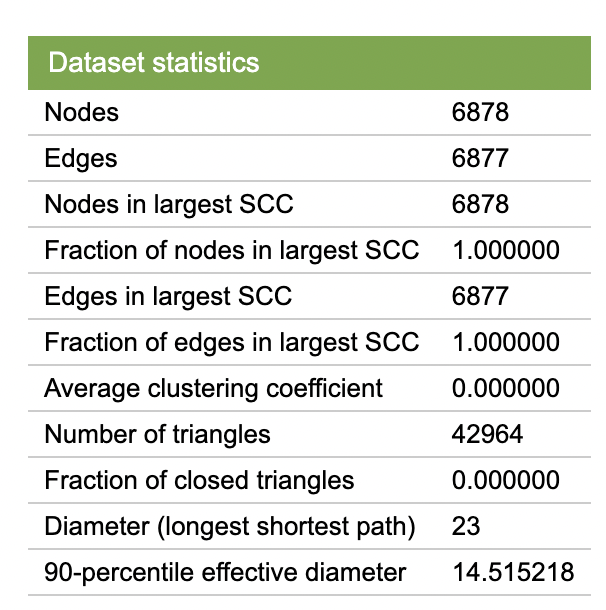 Dataset statistics
Nodes 6878
Edges 6877
Nodes in largest SCC 6878
Fraction of nodes in largest SCC 1.000000
Edges in largest SCC 6877
Fraction of edges in largest SCC 1.000000
Average clustering coefficient 0.000000
Number of triangles 42964
Fraction of closed triangles 0.000000
Diameter (longest shortest path) 23
90-percentile effective diameter 14.515218